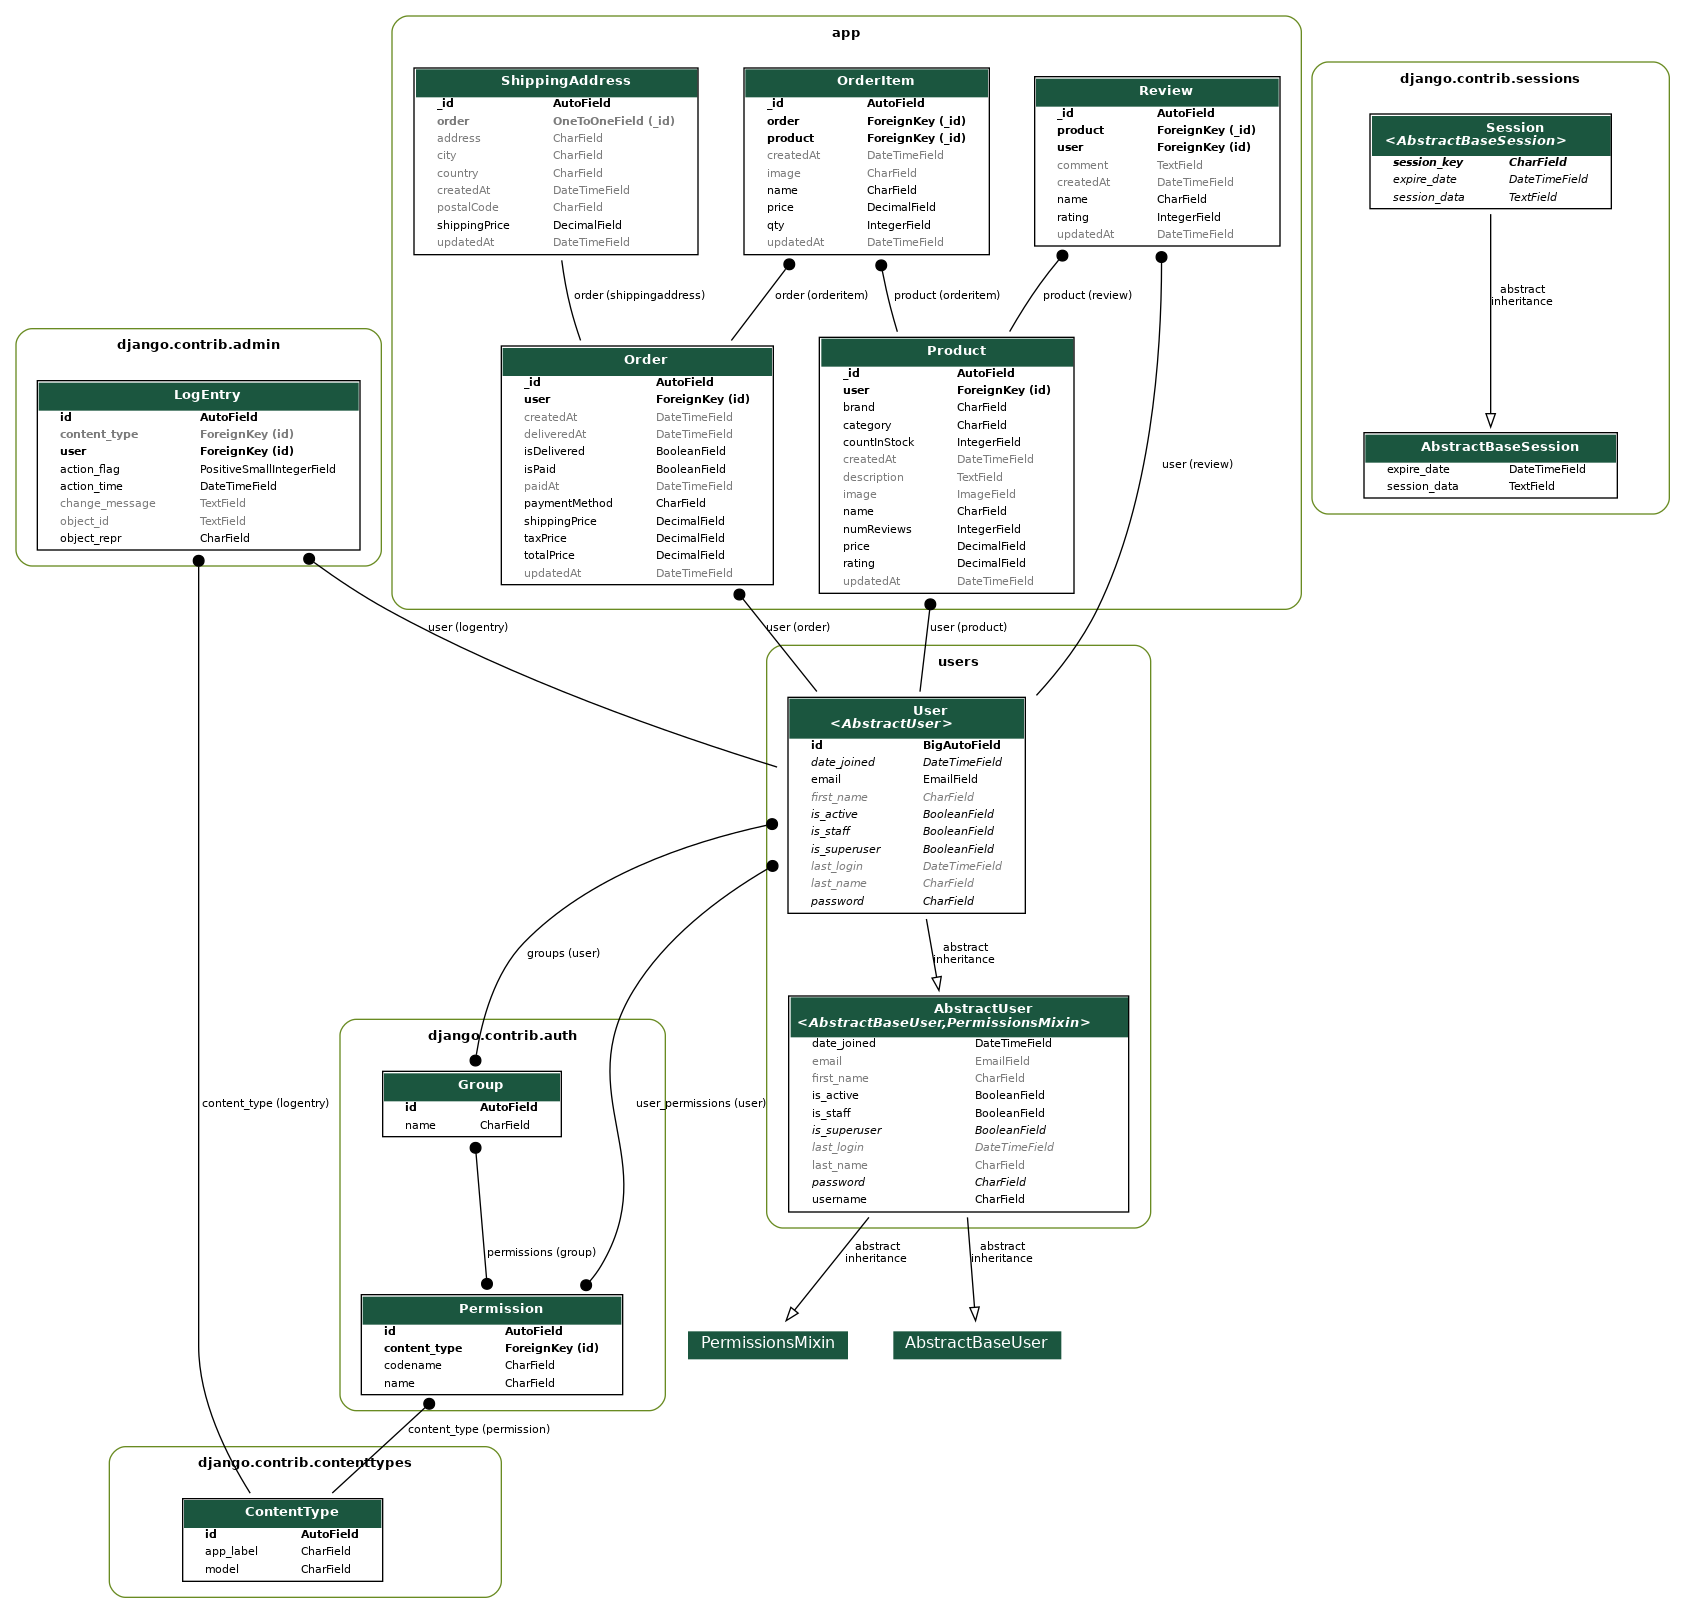 app
ShippingAddress
_id AutoField
order OneToOneField (_id)
address CharField
city CharField
country CharField
createdAt DateTimeField
postalCode CharField
shippingPrice DecimalField
updatedAt DateTimeField
OrderItem
_id AutoField
order ForeignKey (_id)
product ForeignKey (_id)
createdAt DateTimeField
image CharField
name CharField
price DecimalField
qty IntegerField
updatedAt DateTimeField
Review
_id AutoField
product ForeignKey (_id)
user ForeignKey (id)
comment TextField
createdAt DateTimeField
name CharField
rating IntegerField
updatedAt DateTimeField
order (shippingaddress)
order (orderitem)
product (orderitem)
product (review)
user (review)
Order
_id AutoField
user ForeignKey (id)
createdAt DateTimeField
deliveredAt DateTimeField
isDelivered BooleanField
isPaid BooleanField
paidAt DateTimeField
paymentMethod CharField
shippingPrice DecimalField
taxPrice DecimalField
totalPrice DecimalField
updatedAt DateTimeField
Product
_id AutoField
user ForeignKey (id)
brand CharField
category CharField
countInStock IntegerField
createdAt DateTimeField
description TextField
image ImageField
name CharField
numReviews IntegerField
price DecimalField
rating DecimalField
updatedAt DateTimeField
django.contrib.sessions
Session
<AbstractBaseSession>
session_key CharField
expire_date DateTimeField
session_data TextField
abstract
inheritance
AbstractBaseSession
expire_date DateTimeField
session_data TextField
django.contrib.admin
LogEntry
id AutoField
content_type ForeignKey (id)
user ForeignKey (id)
action_flag PositiveSmallIntegerField
action_time DateTimeField
change_message TextField
object_id TextField
object_repr CharField
user (logentry)
user (order)
user (product)
users
User
<AbstractUser>
id BigAutoField
date_joined DateTimeField
email EmailField
first_name CharField
is_active BooleanField
is_staff BooleanField
is_superuser BooleanField
last_login DateTimeField
last_name CharField
password CharField
groups (user)
abstract
inheritance
AbstractUser
<AbstractBaseUser,PermissionsMixin>
date_joined DateTimeField
email EmailField
first_name CharField
is_active BooleanField
is_staff BooleanField
is_superuser BooleanField
last_login DateTimeField
last_name CharField
password CharField
username CharField
django.contrib.auth
Group
id AutoField
name CharField
content_type (logentry)
user_permissions (user)
permissions (group)
abstract
inheritance
abstract
inheritance
Permission
id AutoField
content_type ForeignKey (id)
codename CharField
name CharField
PermissionsMixin
AbstractBaseUser
content_type (permission)
django.contrib.contenttypes
ContentType
id AutoField
app_label CharField
model CharField